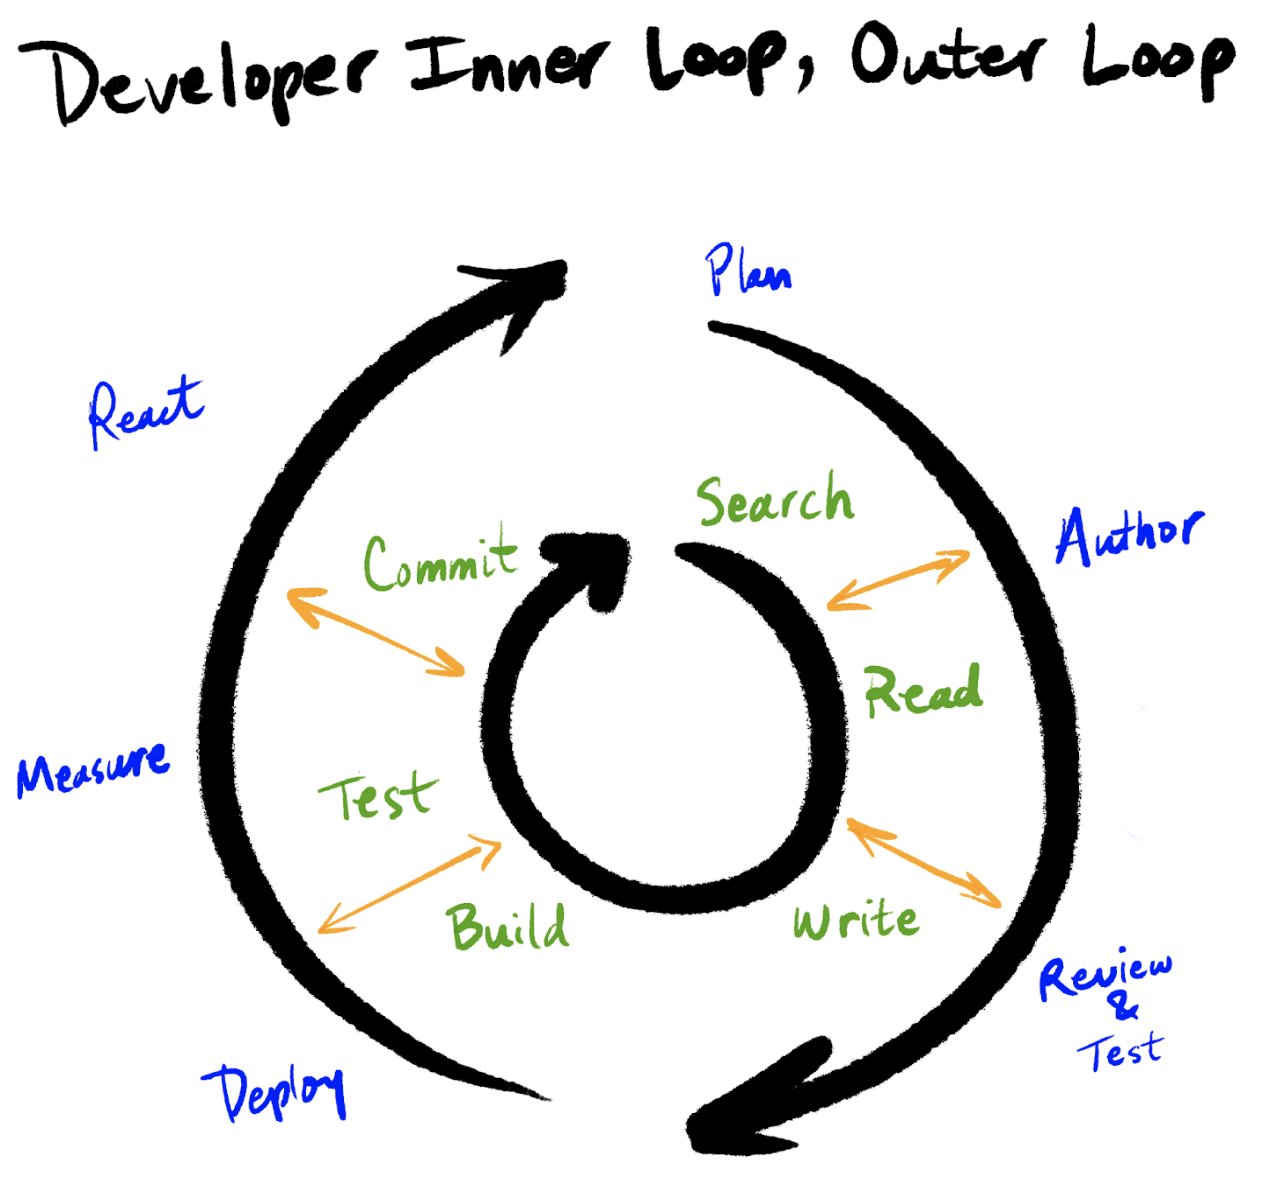 Developer Inner Loop, Outer Loop
Plan
React
Search
Author
Commit
Read
Measure
Test
Build
Write
Review
&
Test
Deploy